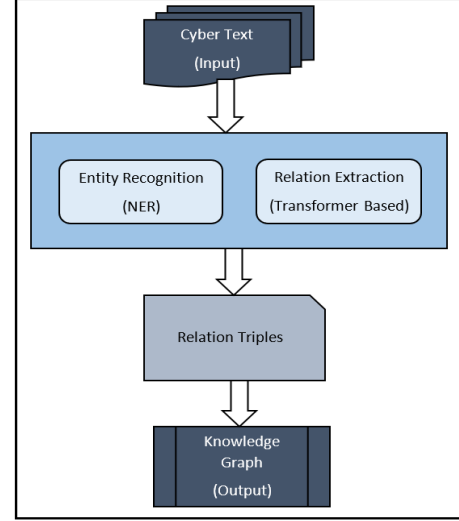 Cyber Text
(Input)
Entity Recognition
(NER)
Relation Extraction
(Transformer Based)
Relation Triples
Knowledge
Graph
(Output)